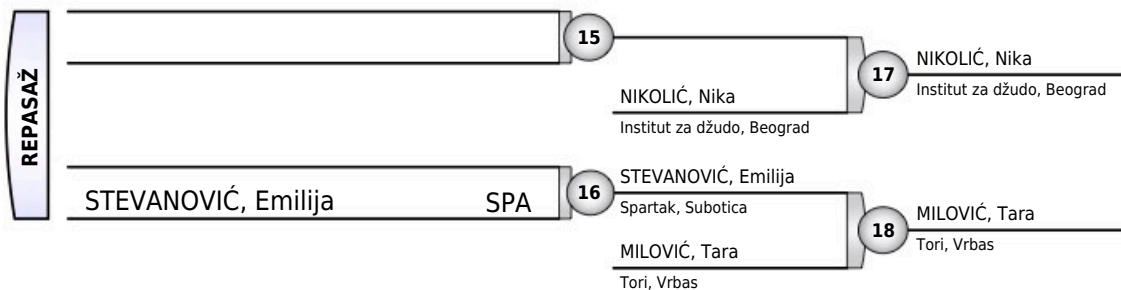 REPASAŽ
15
NIKOLIĆ, Nika
Institut za džudo, Beograd
17
NIKOLIĆ, Nika
Institut za džudo, Beograd
STEVANOVIĆ, Emilija SPA
16
STEVANOVIĆ, Emilija
Spartak, Subotica
MILOVIĆ, Tara
Tori, Vrbas
18
MILOVIĆ, Tara
Tori, Vrbas